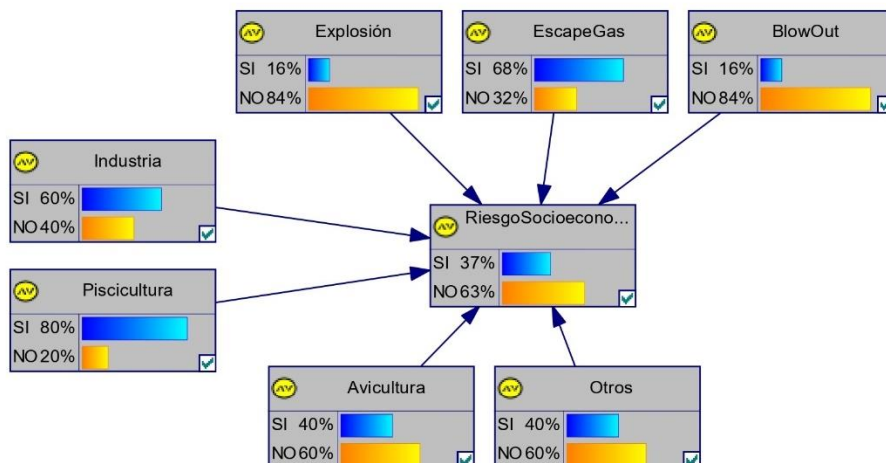 Explosión
SI 16%
NO 84%
EscapeGas
SI 68%
NO 32%
BlowOut
SI 16%
NO 84%
Industria
SI 60%
NO 40%
RiesgoSocioecono...
SI 37%
NO 63%
Piscicultura
SI 80%
NO 20%
Avicultura
SI 40%
NO 60%
Otros
SI 40%
NO 60%